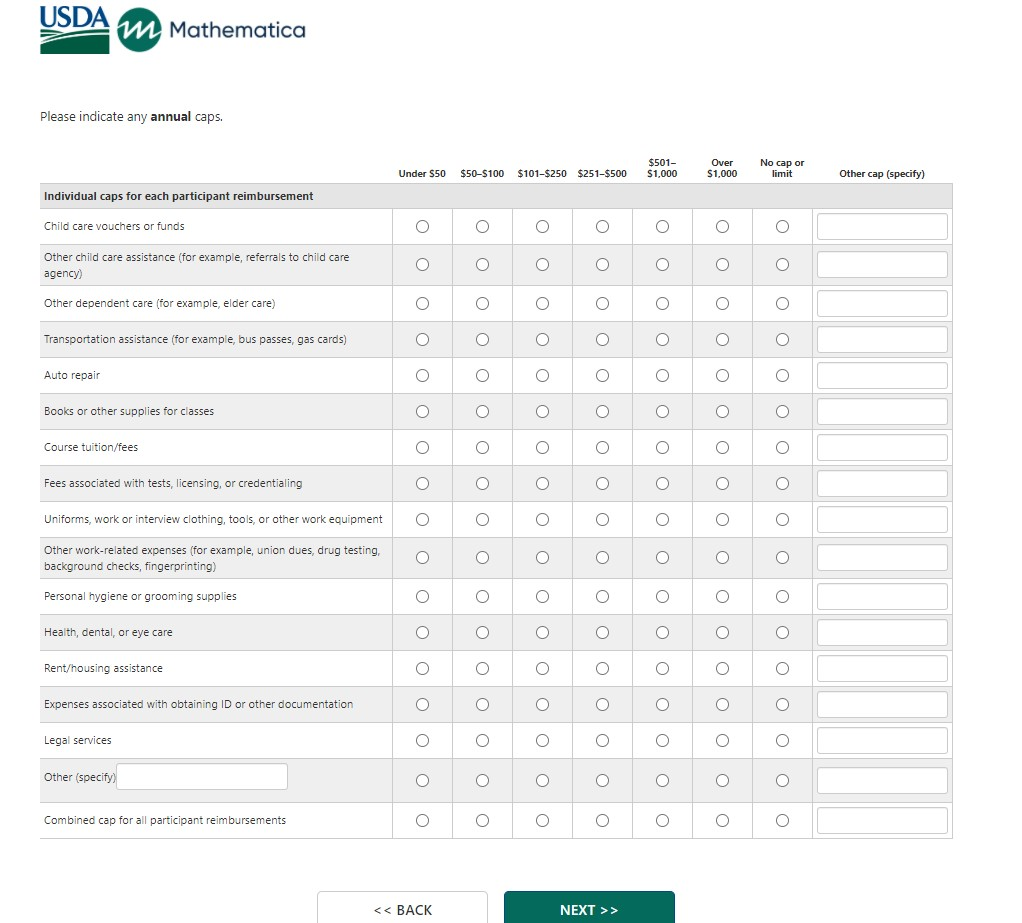 USDA
m Mathematica
Please indicate any annual caps.
Under $50 $50–$100 $101–$250 $251–$500 $501–$1,000 Over $1,000 No cap or limit Other cap (specify)
Individual caps for each participant reimbursement
Child care vouchers or funds
Other child care assistance (for example, referrals to child care
agency)
Other dependent care (for example, elder care)
Transportation assistance (for example, bus passes, gas cards)
Auto repair
Books or other supplies for classes
Course tuition/fees
Fees associated with tests, licensing, or credentialing
Uniforms, work or interview clothing, tools, or other work equipment
Other work-related expenses (for example, union dues, drug testing,
background checks, fingerprinting)
Personal hygiene or grooming supplies
Health, dental, or eye care
Rent/housing assistance
Expenses associated with obtaining ID or other documentation
Legal services
Other (specify)
Combined cap for all participant reimbursements
<< BACK NEXT >>